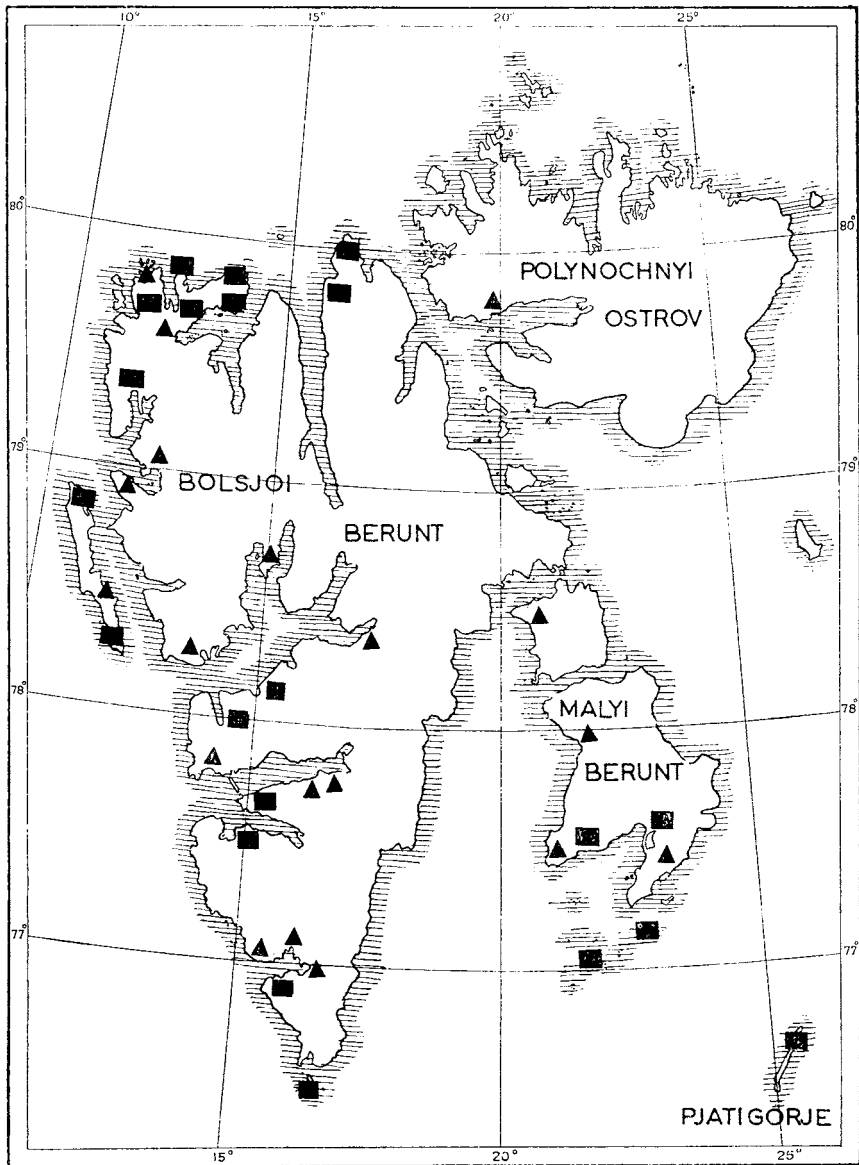 10° 15° 20° 25°
80° 80°
POLYNOCHNYI
OSTROV
79° 79°
BOLSJOI
BERUNT
78° 78°
MALYI
BERUNT
77° 77°
PJATIGORJE
15° 20° 25°